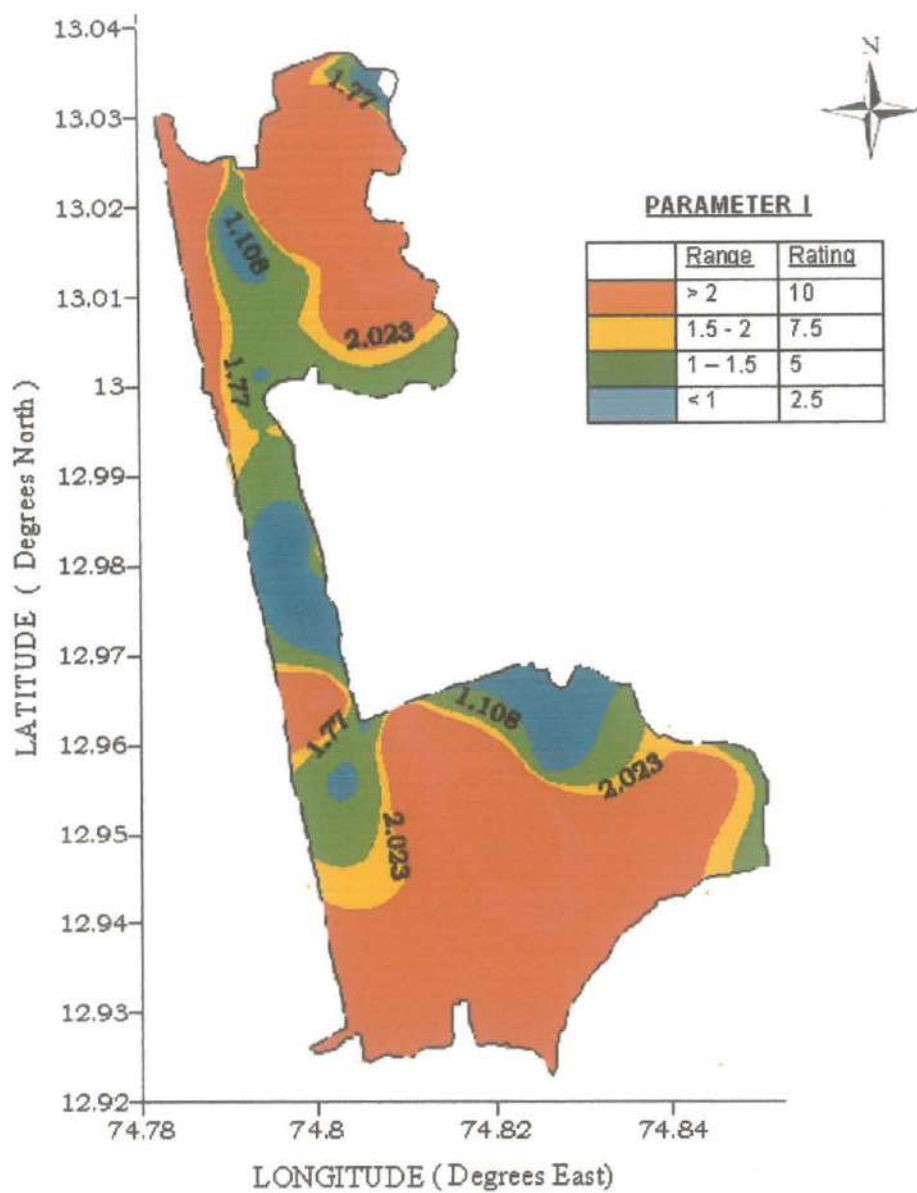 13.04
13.03
13.02
13.01
13
12.99
12.98
12.97
12.96
12.95
12.94
12.93
12.92
74.78
74.8
74.82
74.84
LATITUDE ( Degrees North)
LONGITUDE ( Degrees East)
N
PARAMETER I
Range Rating
> 2 10
1.5 - 2 7.5
1 – 1.5 5
< 1 2.5
1.77
1.108
2.023
1.77
1.77
1.108
2.023
2.023